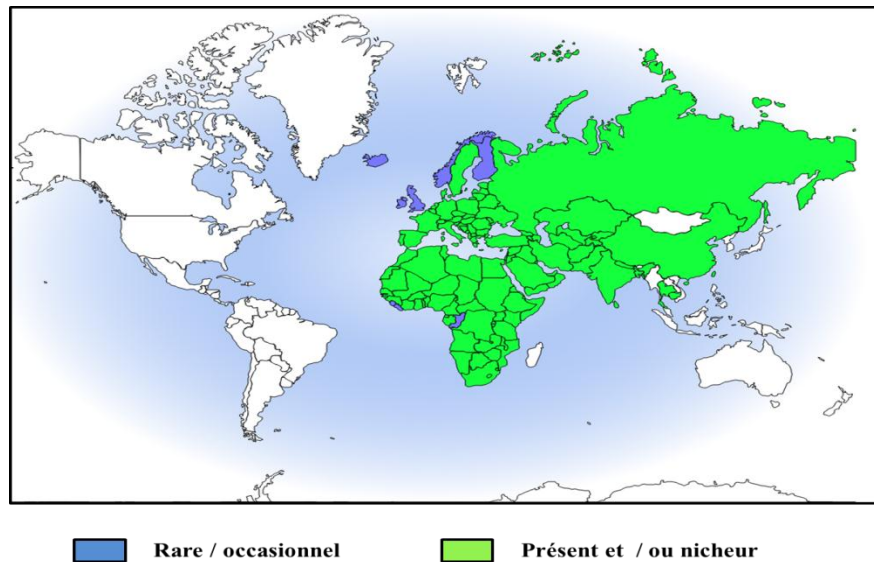 Rare / occasionnel
Présent et / ou nicheur